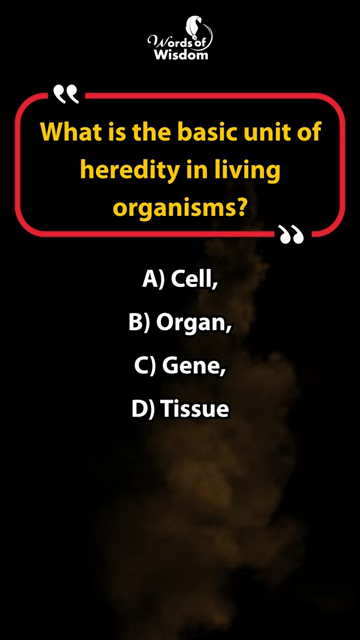 Words of
Wisdom
What is the basic unit of
heredity in living
organisms?
A) Cell,
B) Organ,
C) Gene,
D) Tissue